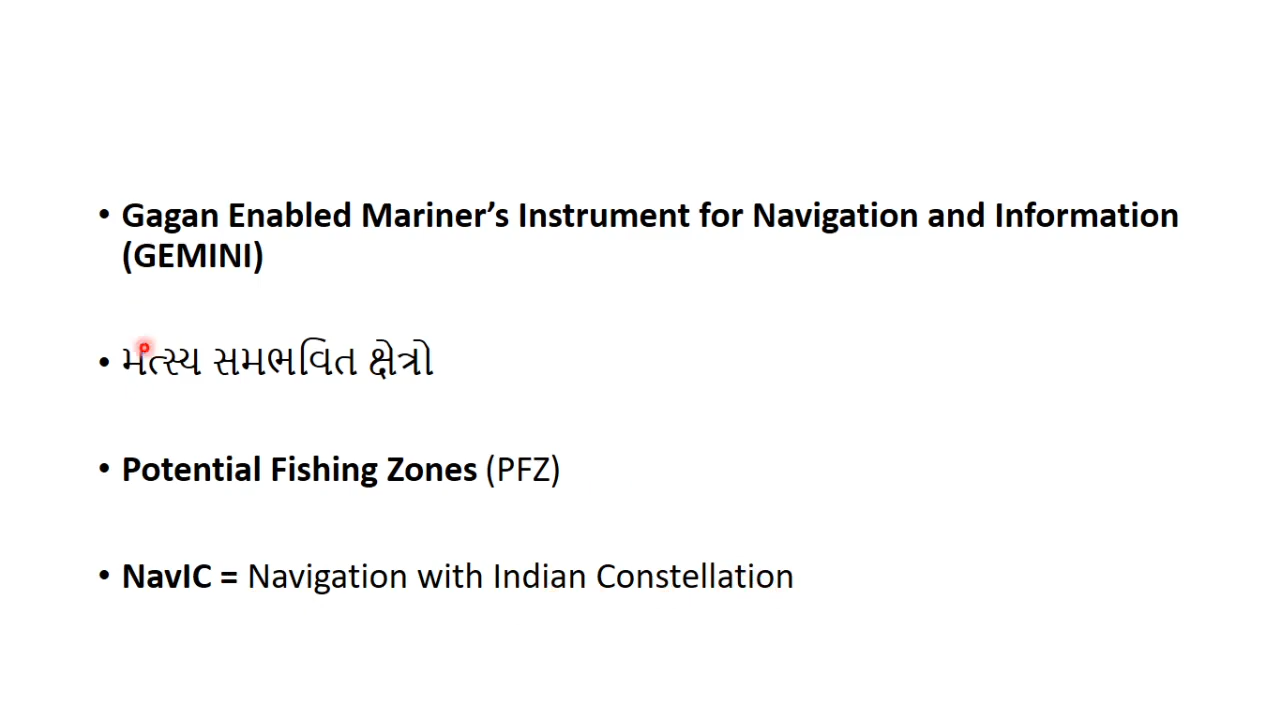 • Gagan Enabled Mariner’s Instrument for Navigation and Information
(GEMINI)
• મત્સ્ય સમભવિત ક્ષેત્રો
• Potential Fishing Zones (PFZ)
• NavIC = Navigation with Indian Constellation